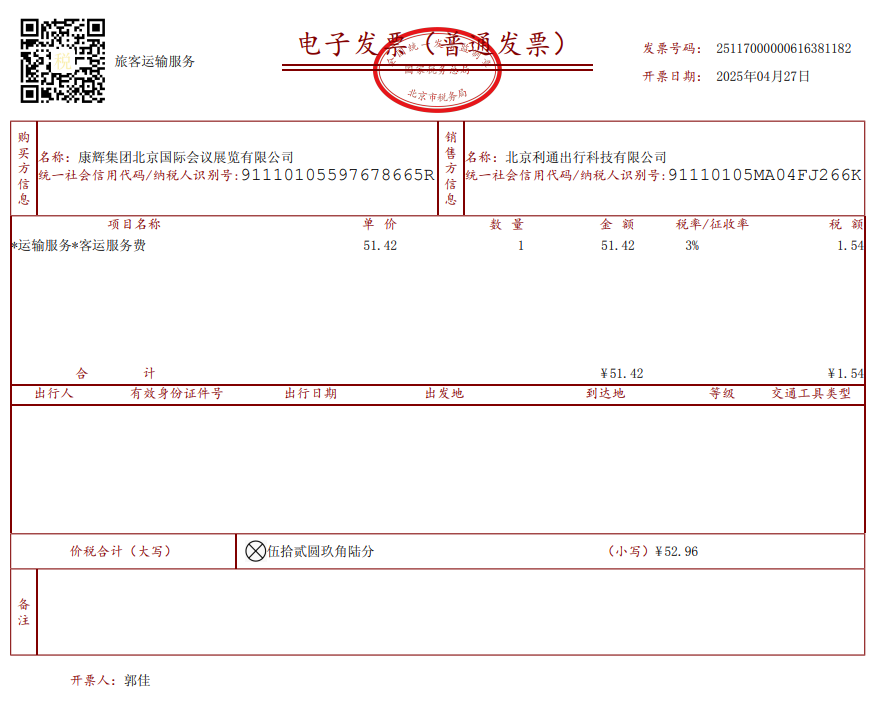 旅客运输服务
电子发票（普通发票）
国家税务总局
北京市税务局
发票号码： 25117000000616381182
开票日期： 2025年04月27日
购买方信息
名称：康辉集团北京国际会议展览有限公司
统一社会信用代码/纳税人识别号:91110105597678665R
销售方信息
名称：北京利通出行科技有限公司
统一社会信用代码/纳税人识别号:91110105MA04FJ266K
项目名称 单 价 数 量 金 额 税率/征收率 税 额
*运输服务*客运服务费 51.42 1 51.42 3% 1.54
合 计 ¥51.42 ¥1.54
出行人 有效身份证件号 出行日期 出发地 到达地 等级 交通工具类型
价税合计（大写） 伍拾贰圆玖角陆分 （小写）¥52.96
备注
开票人：郭佳